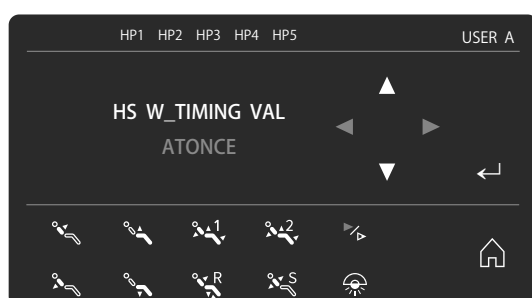 HP1 HP2 HP3 HP4 HP5 USER A
HS W_TIMING VAL
ATONCE
1 2
R S